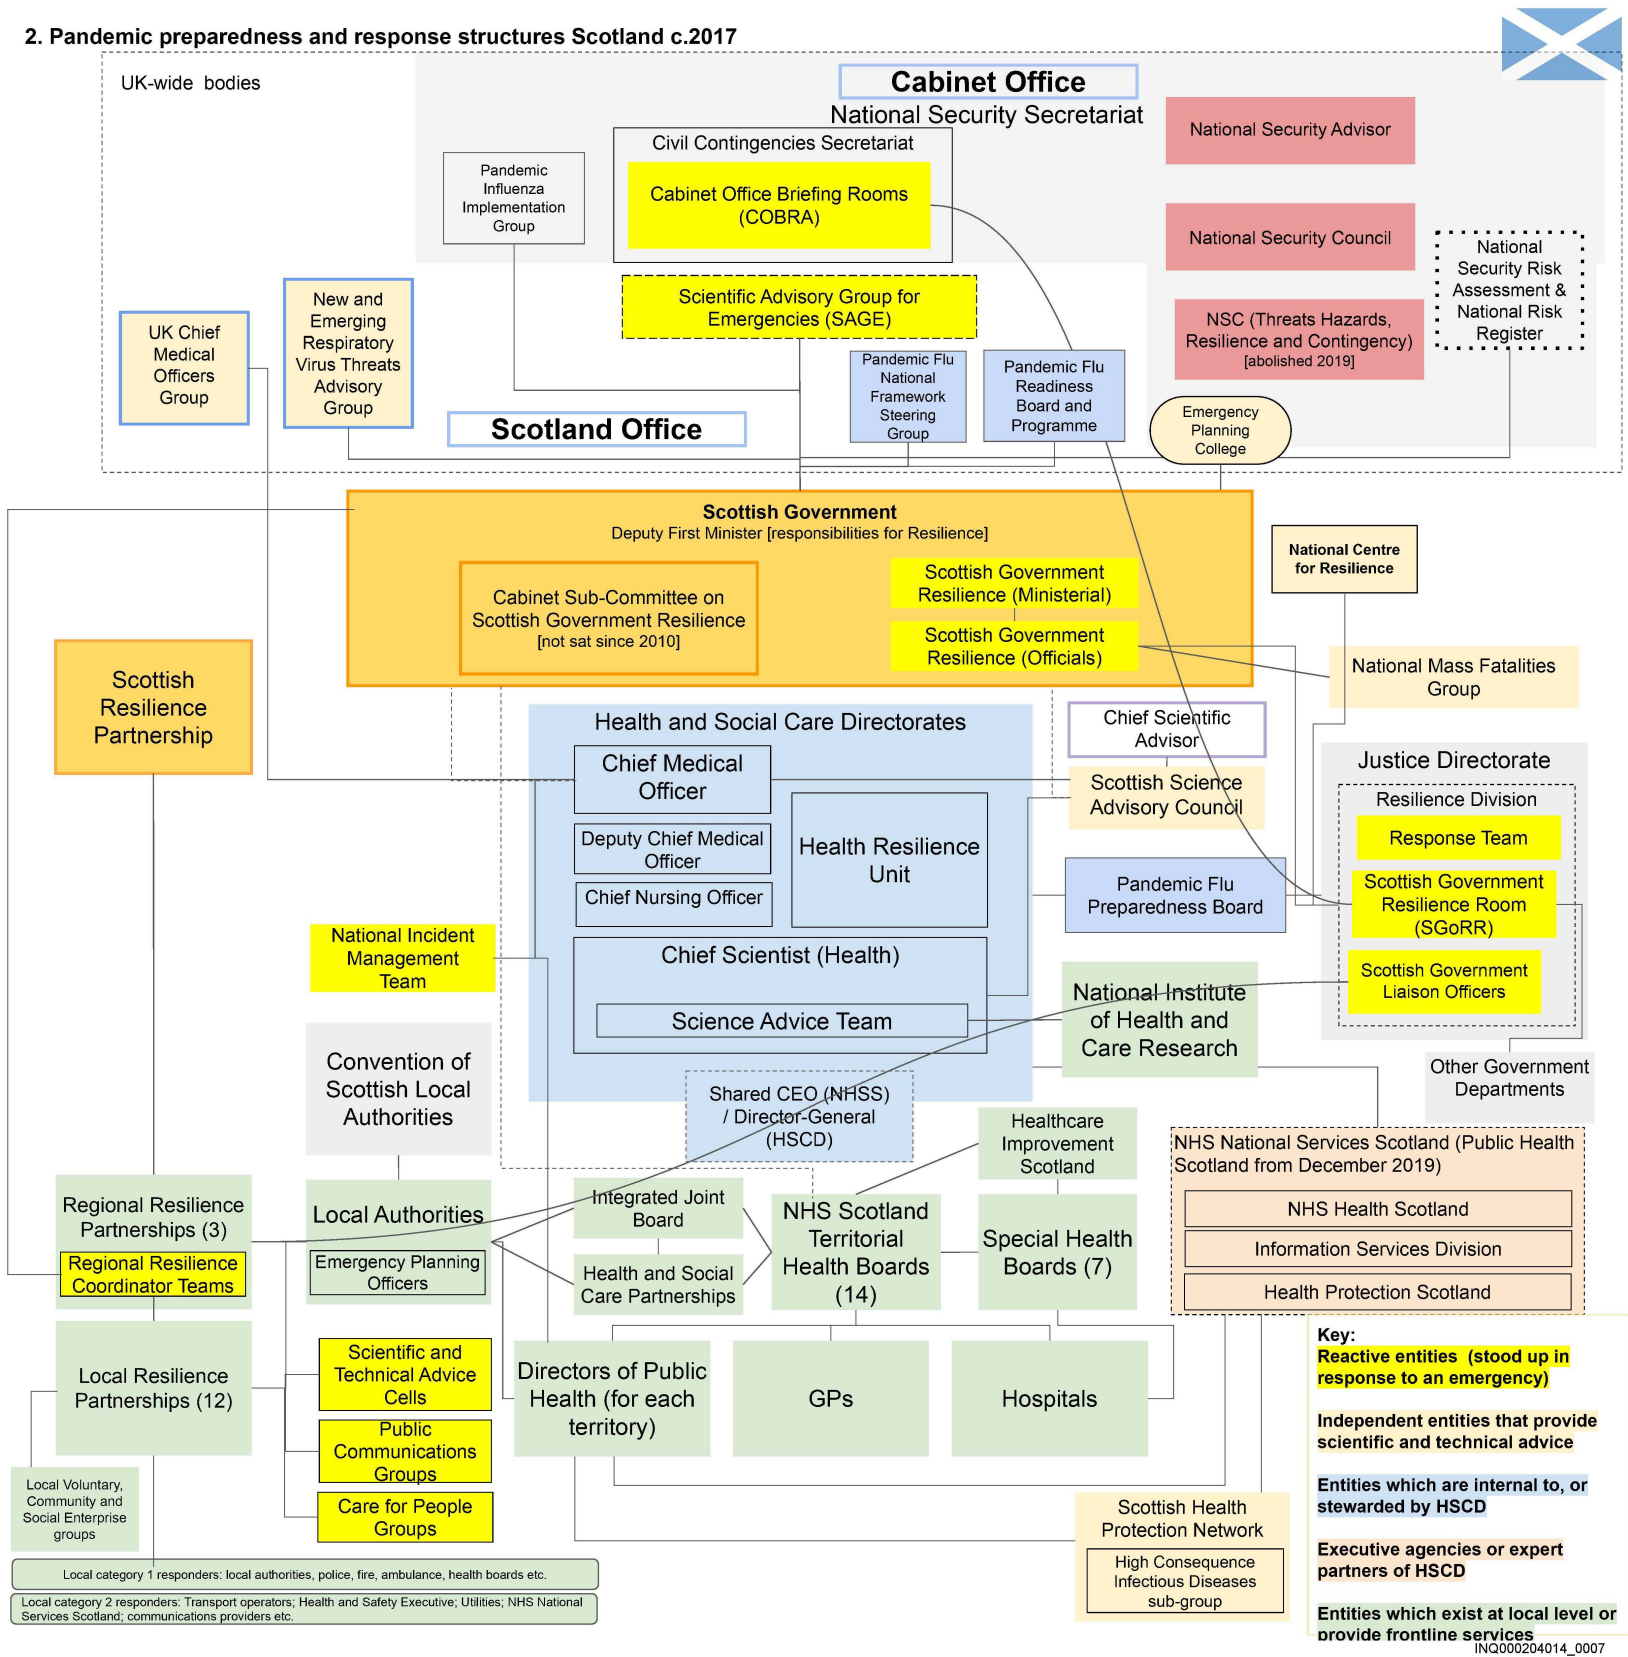 2. Pandemic preparedness and response structures Scotland c.2017
UK-wide  bodies
Cabinet Office
National Security Secretariat
Civil Contingencies Secretariat
Cabinet Office Briefing Rooms
(COBRA)
Pandemic
Influenza
Implementation
Group
National Security Advisor
National Security Council
NSC (Threats Hazards,
Resilience and Contingency)
[abolished 2019]
National
Security Risk
Assessment &
National Risk
Register
Scientific Advisory Group for
Emergencies (SAGE)
UK Chief
Medical
Officers
Group
New and
Emerging
Respiratory
Virus Threats
Advisory
Group
Pandemic Flu
National
Framework
Steering
Group
Pandemic Flu
Readiness
Board and
Programme
Emergency
Planning
College
Scotland Office
Scottish Government
Deputy First Minister [responsibilities for Resilience]
Cabinet Sub-Committee on
Scottish Government Resilience
[not sat since 2010]
Scottish Government
Resilience (Ministerial)
Scottish Government
Resilience (Officials)
National Centre
for Resilience
National Mass Fatalities
Group
Scottish
Resilience
Partnership
Health and Social Care Directorates
Chief Medical
Officer
Deputy Chief Medical
Officer
Chief Nursing Officer
Health Resilience
Unit
Chief Scientist (Health)
Science Advice Team
Shared CEO (NHSS)
/ Director-General
(HSCD)
Chief Scientific
Advisor
Scottish Science
Advisory Council
Pandemic Flu
Preparedness Board
National Institute
of Health and
Care Research
Justice Directorate
Resilience Division
Response Team
Scottish Government
Resilience Room
(SGoRR)
Scottish Government
Liaison Officers
Other Government
Departments
National Incident
Management
Team
Convention of
Scottish Local
Authorities
Regional Resilience
Partnerships (3)
Regional Resilience
Coordinator Teams
Local Authorities
Emergency Planning
Officers
Integrated Joint
Board
Health and Social
Care Partnerships
NHS Scotland
Territorial
Health Boards
(14)
Healthcare
Improvement
Scotland
Special Health
Boards (7)
NHS National Services Scotland (Public Health
Scotland from December 2019)
NHS Health Scotland
Information Services Division
Health Protection Scotland
Local Resilience
Partnerships (12)
Scientific and
Technical Advice
Cells
Public
Communications
Groups
Care for People
Groups
Directors of Public
Health (for each
territory)
GPs
Hospitals
Local Voluntary,
Community and
Social Enterprise
groups
Scottish Health
Protection Network
High Consequence
Infectious Diseases
sub-group
Local category 1 responders: local authorities, police, fire, ambulance, health boards etc.
Local category 2 responders: Transport operators; Health and Safety Executive; Utilities; NHS National
Services Scotland; communications providers etc.
Key:
Reactive entities  (stood up in
response to an emergency)
Independent entities that provide
scientific and technical advice
Entities which are internal to, or
stewarded by HSCD
Executive agencies or expert
partners of HSCD
Entities which exist at local level or
provide frontline services
INQ000204014_0007